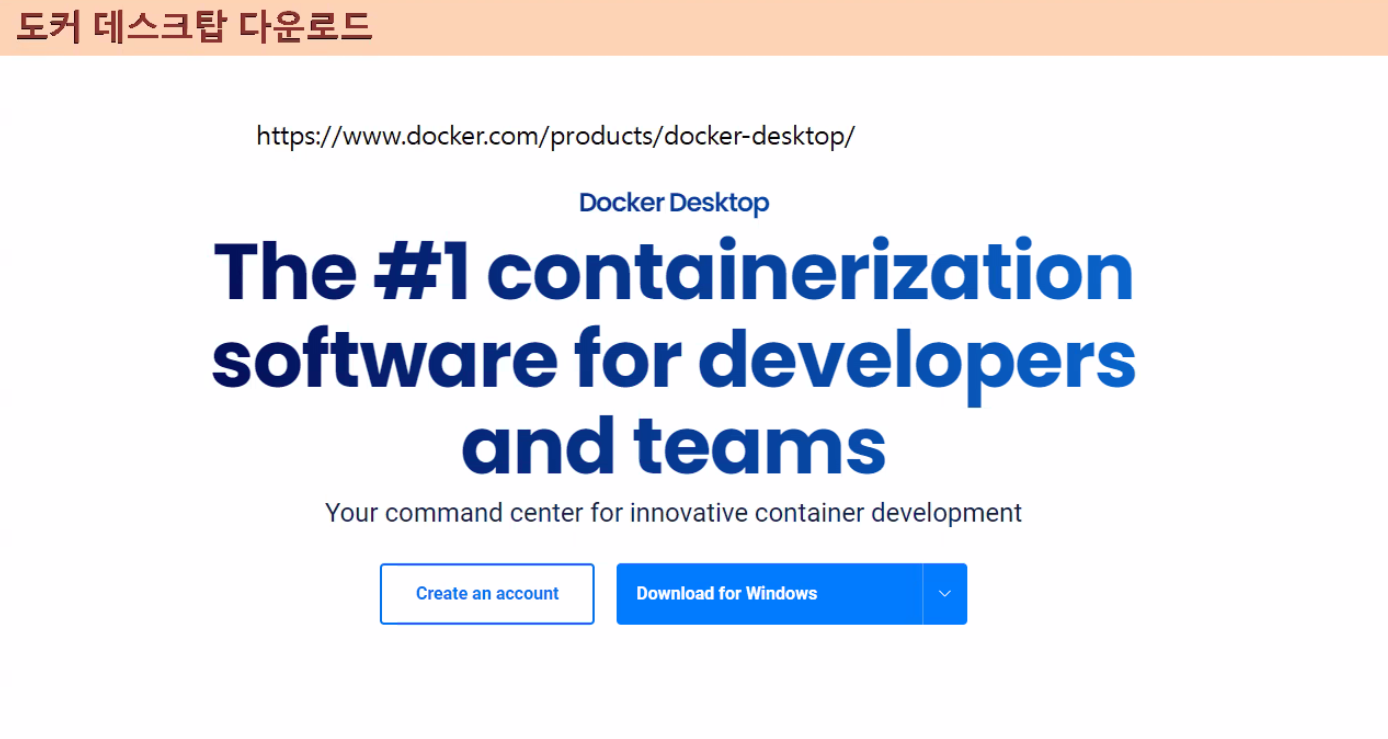 도커 데스크탑 다운로드
https://www.docker.com/products/docker-desktop/
Docker Desktop
The #1 containerization
software for developers
and teams
Your command center for innovative container development
Create an account
Download for Windows